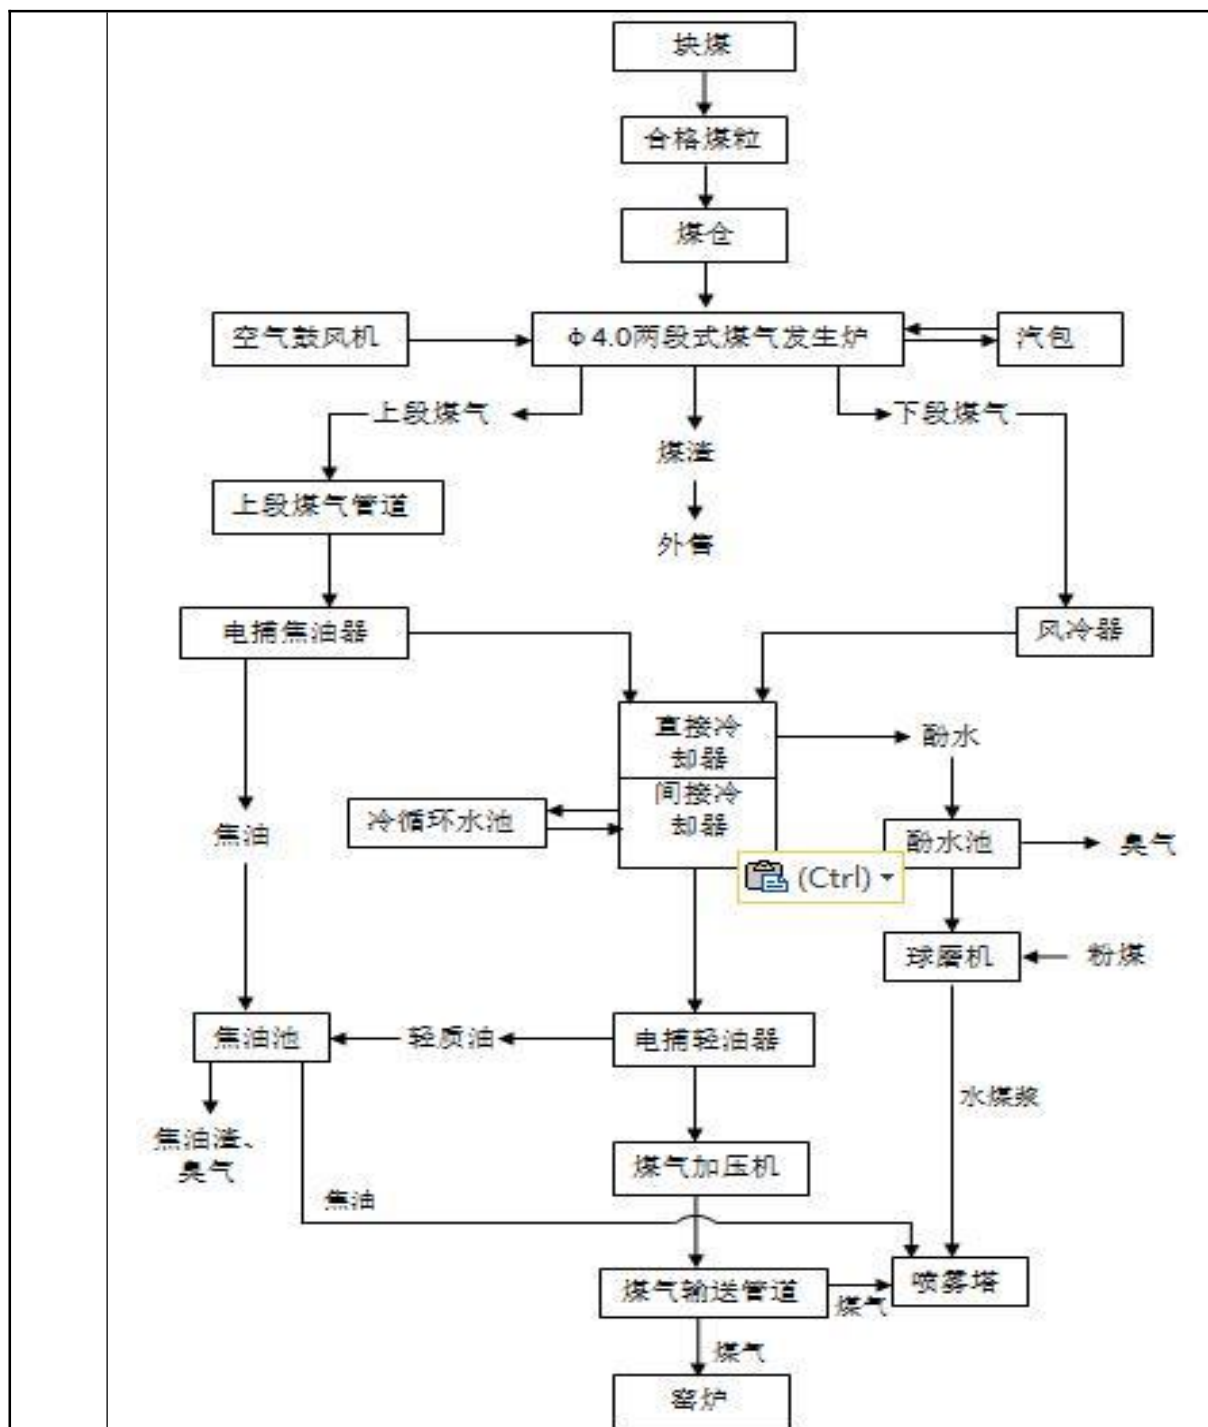 块煤
合格煤粒
煤仓
空气鼓风机
ф4.0两段式煤气发生炉
汽包
上段煤气
下段煤气
煤渣
上段煤气管道
外售
电捕焦油器
风冷器
直接冷
却器
酚水
间接冷
却器
冷循环水池
焦油
酚水池
臭气
(Ctrl)
球磨机
粉煤
焦油池
轻质油
电捕轻油器
水煤浆
焦油渣、
臭气
煤气加压机
焦油
煤气输送管道
煤气
喷雾塔
煤气
窑炉